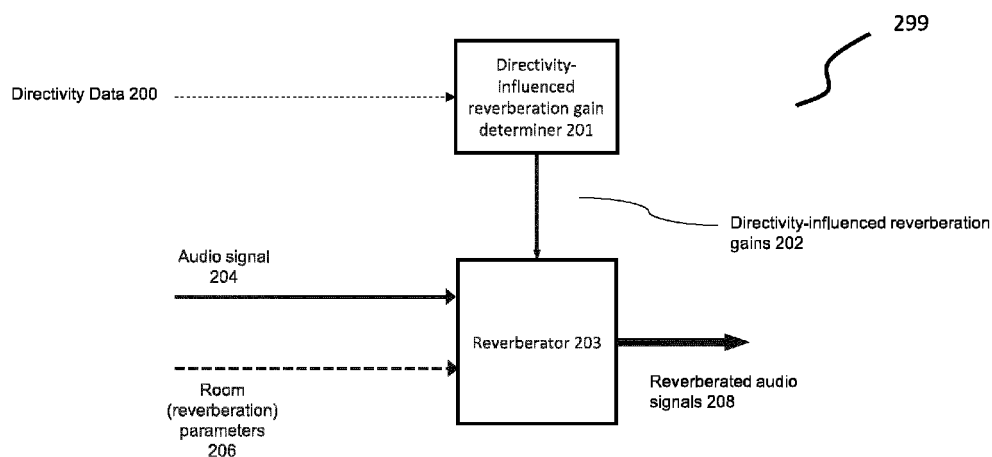 299
Directivity-
influenced
reverberation gain
determiner 201
Directivity Data 200
Directivity-influenced reverberation
gains 202
Audio signal
204
Reverberator 203
Room
(reverberation)
parameters
206
Reverberated audio
signals 208